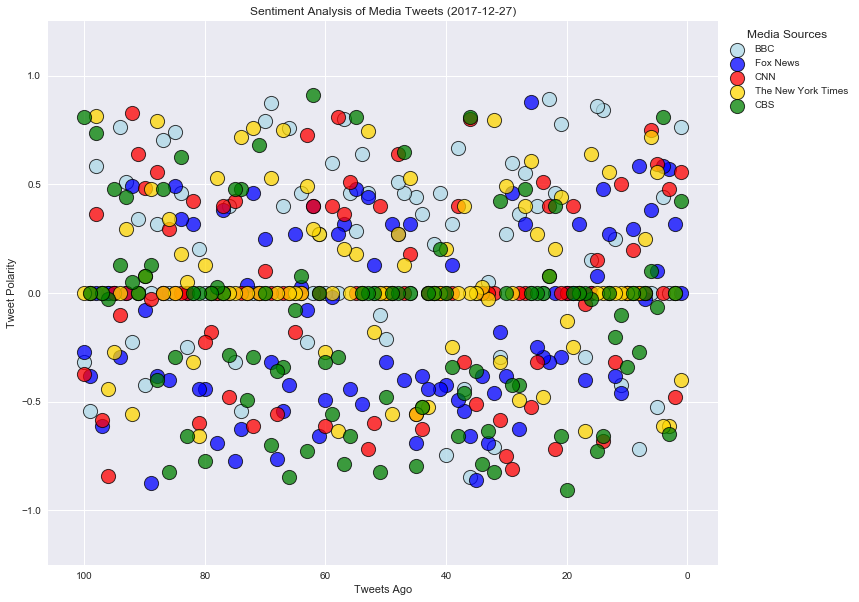 Sentiment Analysis of Media Tweets (2017-12-27)
Media Sources
BBC
Fox News
CNN
The New York Times
CBS
1.0
0.5
0.0
−0.5
−1.0
Tweet Polarity
100 80 60 40 20 0
Tweets Ago